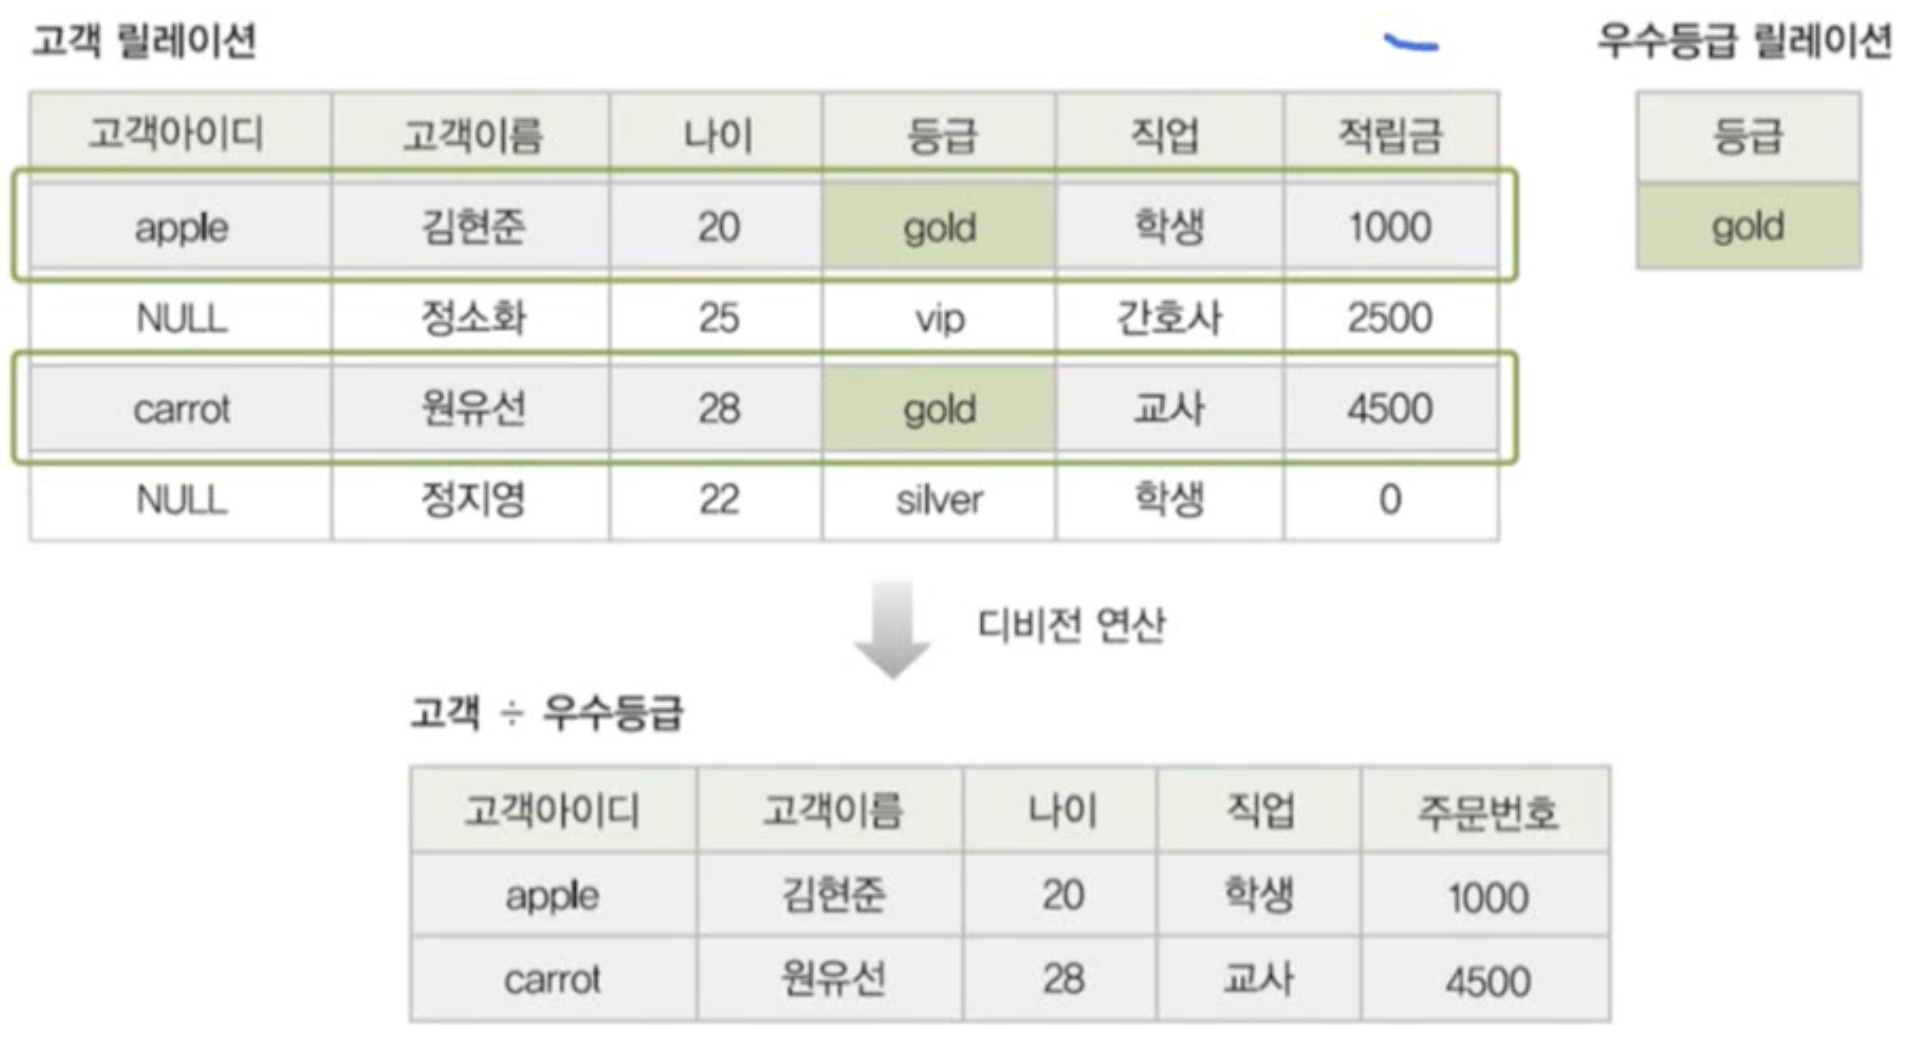 고객 릴레이션
고객아이디 고객이름 나이 등급 직업 적립금
apple 김현준 20 gold 학생 1000
NULL 정소화 25 vip 간호사 2500
carrot 원유선 28 gold 교사 4500
NULL 정지영 22 silver 학생 0
우수등급 릴레이션
등급
gold
디비전 연산
고객 ÷ 우수등급
고객아이디 고객이름 나이 직업 주문번호
apple 김현준 20 학생 1000
carrot 원유선 28 교사 4500